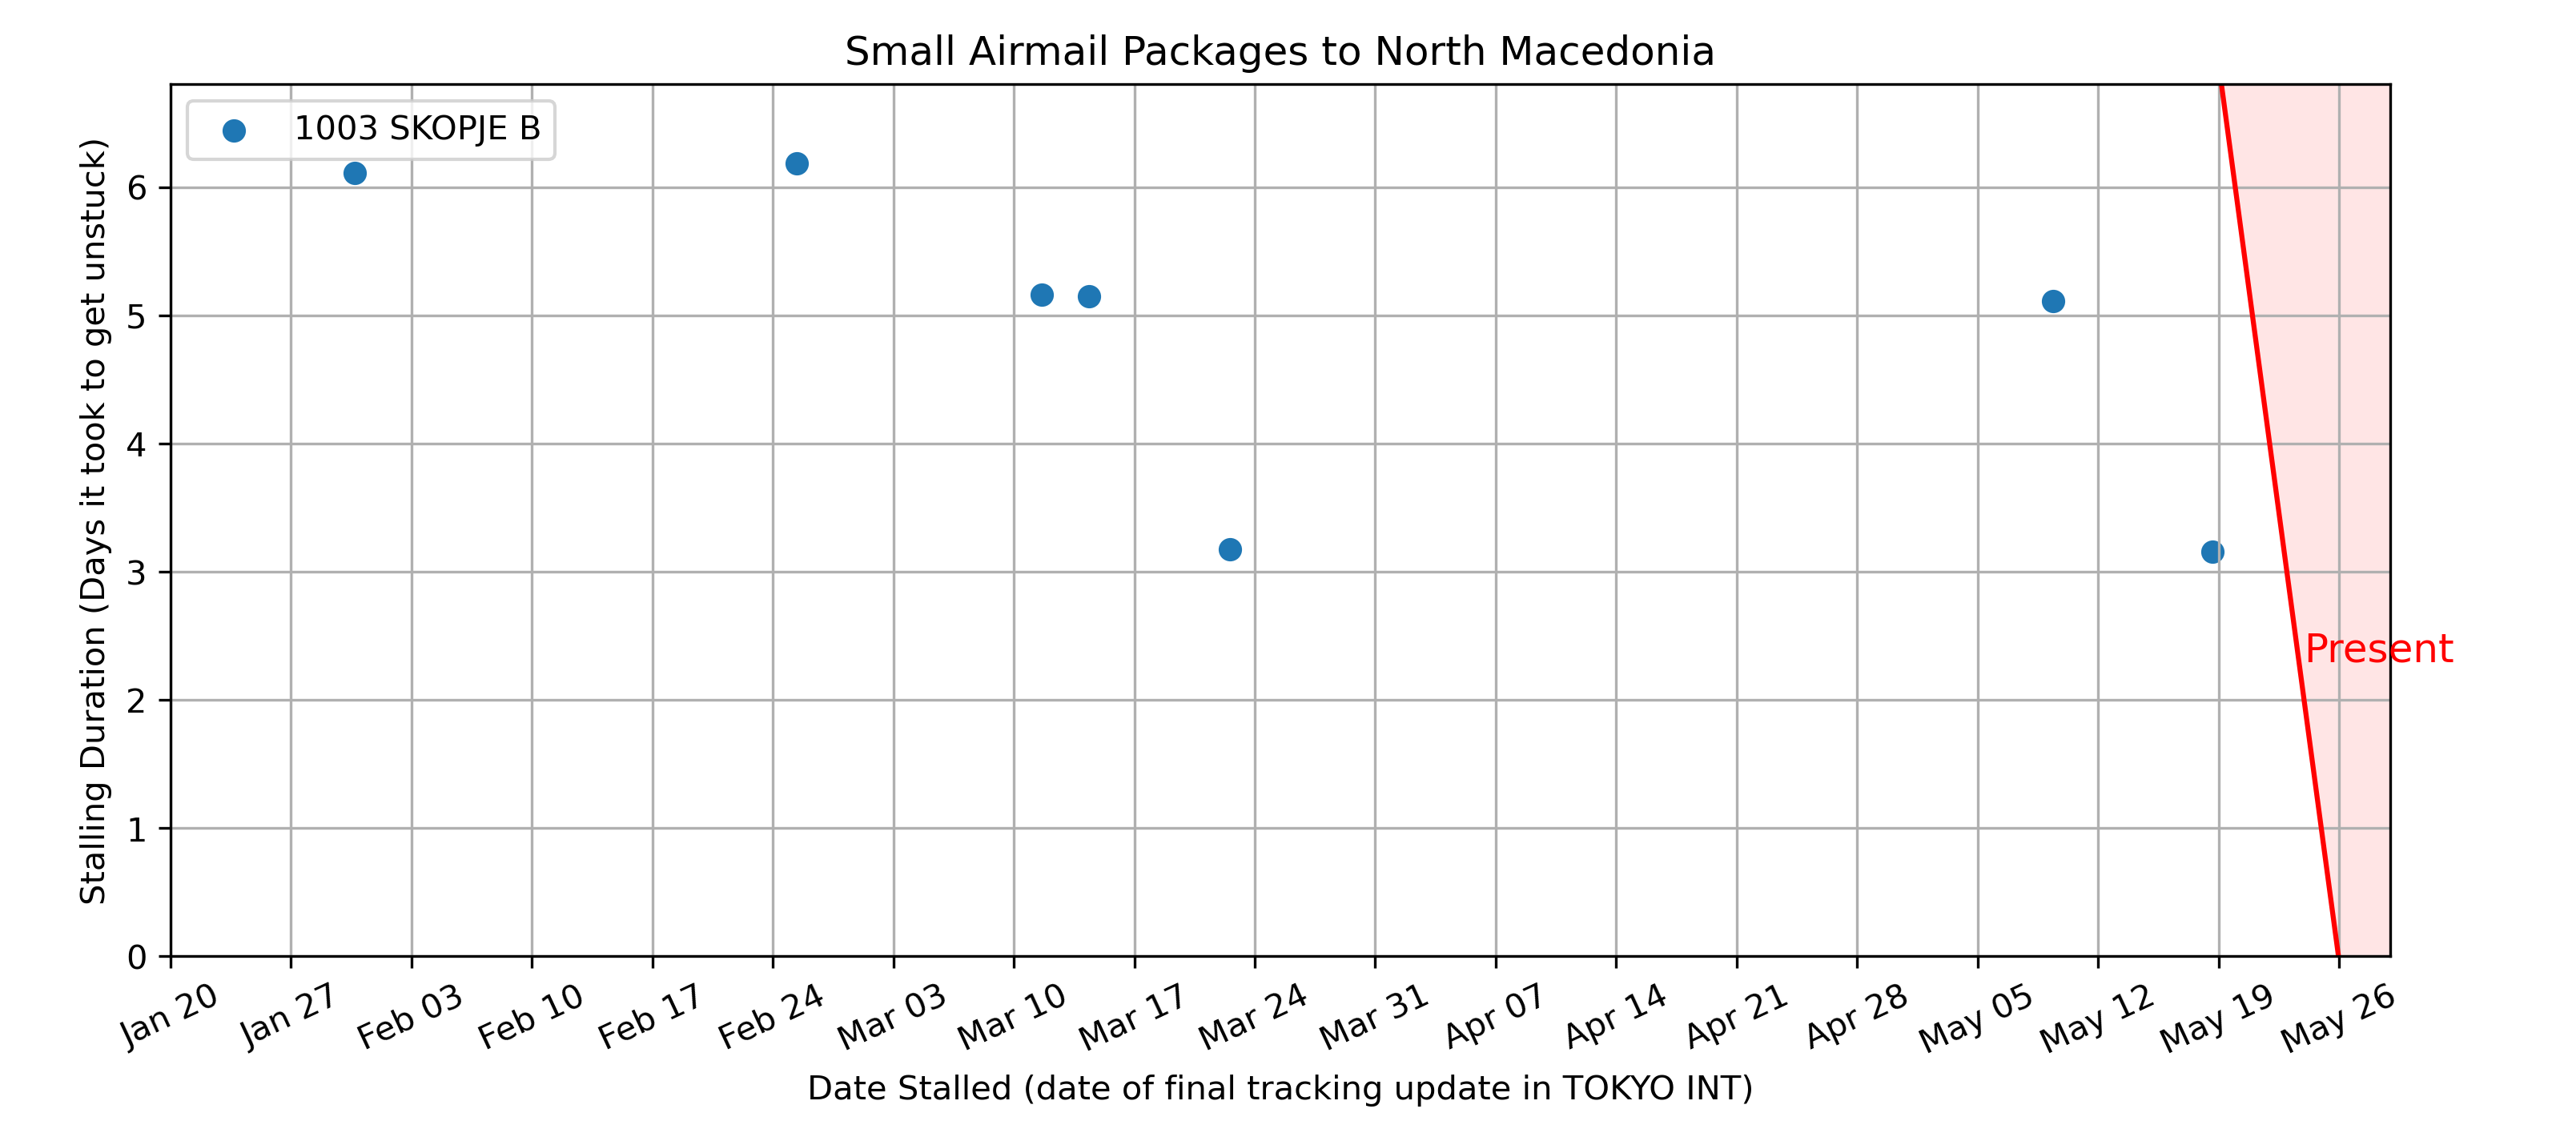 Small Airmail Packages to North Macedonia
1003 SKOPJE B
Stalling Duration (Days it took to get unstuck)
6
5
4
3
2
1
0
Present
Jan 20
Jan 27
Feb 03
Feb 10
Feb 17
Feb 24
Mar 03
Mar 10
Mar 17
Mar 24
Mar 31
Apr 07
Apr 14
Apr 21
Apr 28
May 05
May 12
May 19
May 26
Date Stalled (date of final tracking update in TOKYO INT)